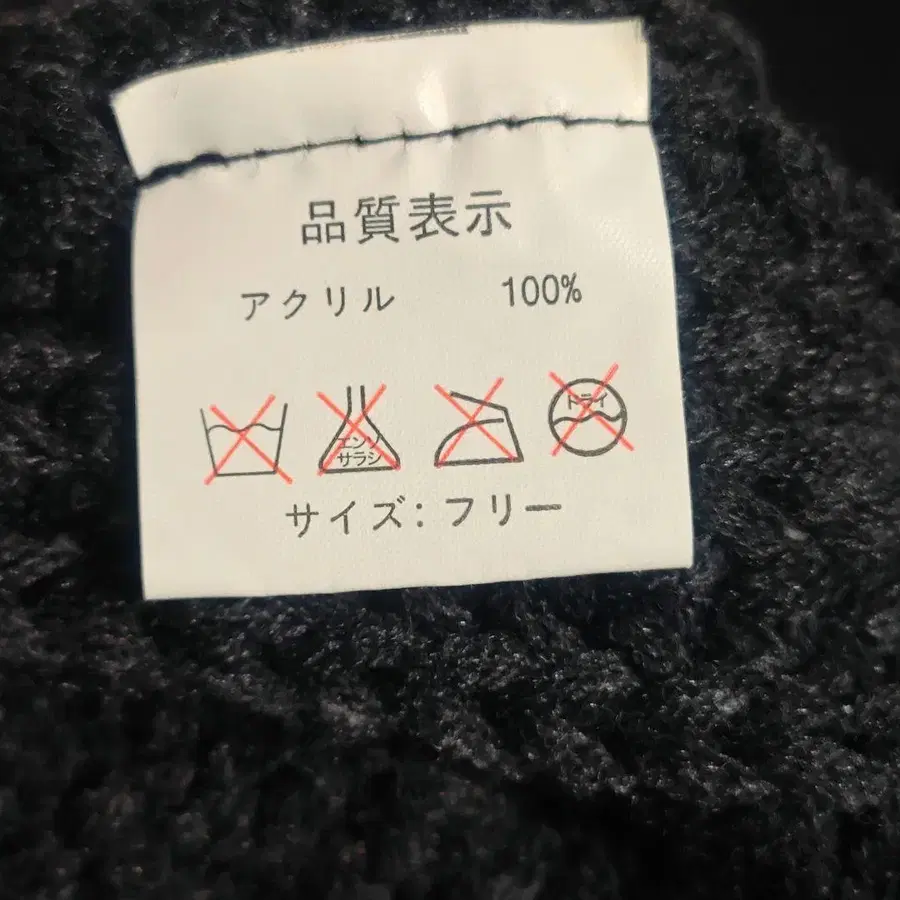 品質表示
アクリル 100%
エンソ
サラシ
ドライ
サイズ: フリー